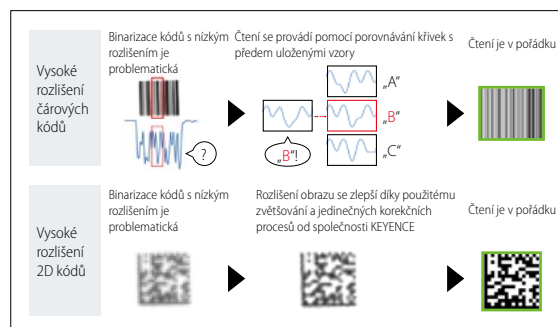 Vysoké
rozlišení
čárových
kódů
Binarizace kódů s nízkým
rozlišením je
problematická
?
Čtení se provádí pomocí porovnávání křivek s
předem uloženými vzory
„B“!
„A“
„B“
„C“
Čtení je v pořádku
Vysoké
rozlišení
2D kódů
Binarizace kódů s nízkým
rozlišením je
problematická
Rozlišení obrazu se zlepší díky použitému
zvětšování a jedinečných korekčních
procesů od společnosti KEYENCE
Čtení je v pořádku